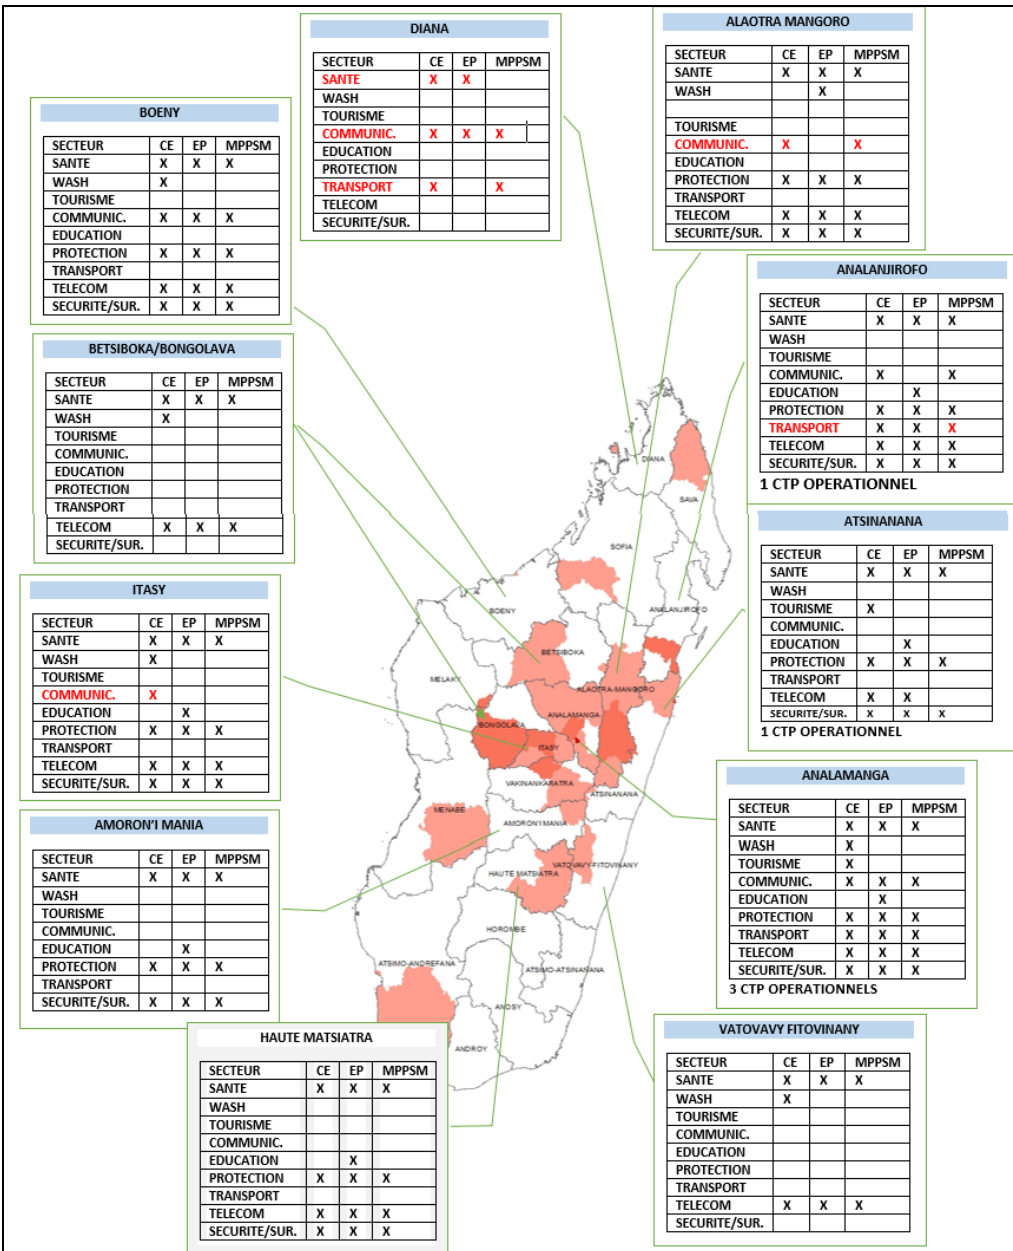 DIANA
SECTEUR CE EP MPPSM
SANTE X X
WASH
TOURISME
COMMUNIC. X X X
EDUCATION
PROTECTION
TRANSPORT X X
TELECOM
SECURITE/SUR.
ALAOTRA MANGORO
SECTEUR CE EP MPPSM
SANTE X X X
WASH X
TOURISME
COMMUNIC. X X
EDUCATION
PROTECTION X X X
TRANSPORT
TELECOM X X X
SECURITE/SUR. X X X
BOENY
SECTEUR CE EP MPPSM
SANTE X X X
WASH X
TOURISME
COMMUNIC. X X X
EDUCATION
PROTECTION X X X
TRANSPORT
TELECOM X X X
SECURITE/SUR. X X X
ANALANJIROFO
SECTEUR CE EP MPPSM
SANTE X X X
WASH
TOURISME
COMMUNIC. X X
EDUCATION X
PROTECTION X X X
TRANSPORT X X X
TELECOM X X X
SECURITE/SUR. X X X
1 CTP OPERATIONNEL
BETSIBOKA/BONGOLAVA
SECTEUR CE EP MPPSM
SANTE X X X
WASH X
TOURISME
COMMUNIC.
EDUCATION
PROTECTION
TRANSPORT
TELECOM X X X
SECURITE/SUR.
ATSINANANA
SECTEUR CE EP MPPSM
SANTE X X X
WASH
TOURISME X
COMMUNIC.
EDUCATION X
PROTECTION X X X
TRANSPORT
TELECOM X X
SECURITE/SUR. X X X
1 CTP OPERATIONNEL
ITASY
SECTEUR CE EP MPPSM
SANTE X X X
WASH X
TOURISME
COMMUNIC. X
EDUCATION X
PROTECTION X X X
TRANSPORT
TELECOM X X X
SECURITE/SUR. X X X
ANALAMANGA
SECTEUR CE EP MPPSM
SANTE X X X
WASH X
TOURISME X
COMMUNIC. X X X
EDUCATION X
PROTECTION X X X
TRANSPORT X X X
TELECOM X X X
SECURITE/SUR. X X X
3 CTP OPERATIONNELS
AMORON'I MANIA
SECTEUR CE EP MPPSM
SANTE X X X
WASH
TOURISME
COMMUNIC.
EDUCATION X
PROTECTION X X X
TRANSPORT
SECURITE/SUR. X X X
HAUTE MATSIATRA
SECTEUR CE EP MPPSM
SANTE X X X
WASH
TOURISME
COMMUNIC.
EDUCATION X
PROTECTION X X X
TRANSPORT
TELECOM X X X
SECURITE/SUR. X X X
VATOVAVY FITOVINANY
SECTEUR CE EP MPPSM
SANTE X X X
WASH X
TOURISME
COMMUNIC.
EDUCATION
PROTECTION
TRANSPORT
TELECOM X X X
SECURITE/SUR.
DIANA
SAVA
SOFIA
BOENY
ANALANJIROFO
BETSIBOKA
MELAKY
ALAOTRA-MANGORO
ANALAMANGA
BONGOLAVA
ITASY
VAKINANKARATRA
ATSINANANA
MENABE
AMORON'I MANIA
VATOVAVY-FITOVINANY
HAUTE MATSIATRA
HOROMBE
ATSIMO-ANDREFANA
ATSIMO-ATSINANANA
ANOSY
ANDROY